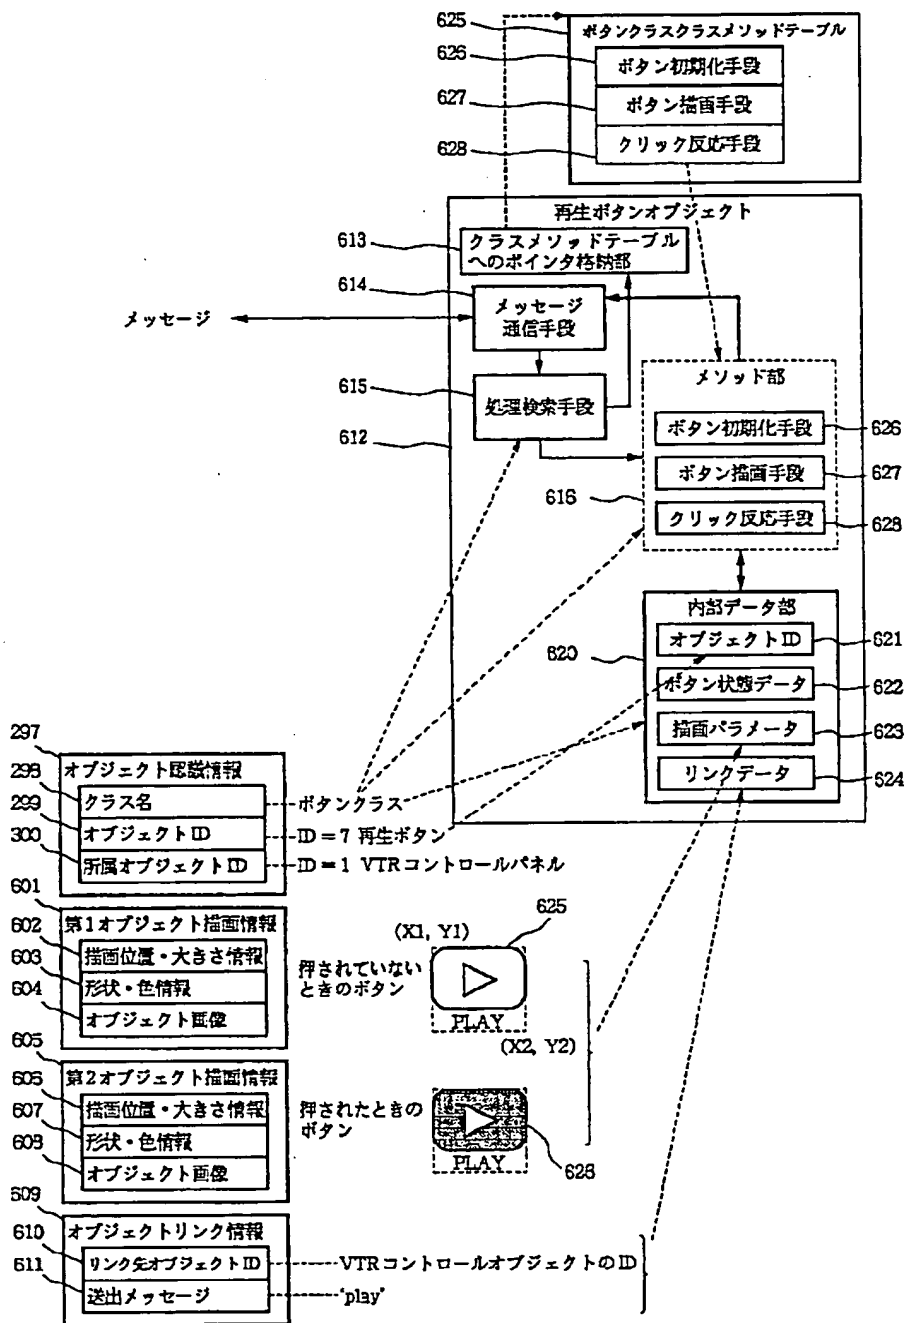 625
ボタンクラスクラスメソッドテーブル
626
ボタン初期化手段
627
ボタン描画手段
628
クリック反応手段
再生ボタンオブジェクト
613
クラスメソッドテーブル
へのポインタ格納部
614
メッセージ
通信手段
メッセージ
615
処理検索手段
612
メソッド部
ボタン初期化手段
626
ボタン描画手段
627
616
クリック反応手段
628
内部データ部
620
オブジェクトID
621
ボタン状態データ
622
描画パラメータ
623
リンクデータ
624
297
オブジェクト認識情報
298
クラス名
ボタンクラス
299
オブジェクトID
ID=7 再生ボタン
300
所属オブジェクトID
ID=1 VTRコントロールパネル
601
第1オブジェクト描画情報
602
描画位置・大きさ情報
603
形状・色情報
604
オブジェクト画像
押されていない
ときのボタン
(X1, Y1)
625
PLAY
(X2, Y2)
605
第2オブジェクト描画情報
606
描画位置・大きさ情報
607
形状・色情報
608
オブジェクト画像
押されたときの
ボタン
PLAY
626
609
オブジェクトリンク情報
610
リンク先オブジェクトID
VTRコントロールオブジェクトのID
611
送出メッセージ
'play'